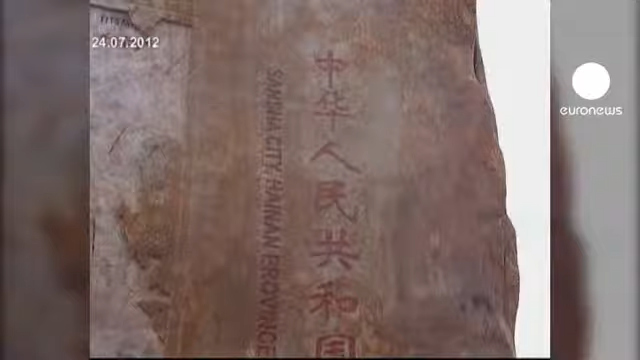 24.07.2012
中华人民共和国
SANSHA CITY HAINAN PROVINCE
euronews